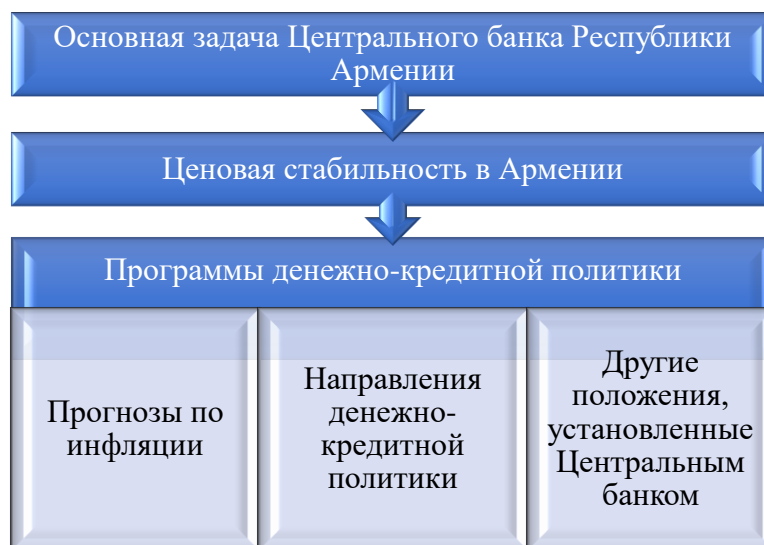 Основная задача Центрального банка Республики
Армении
Ценовая стабильность в Армении
Программы денежно-кредитной политики
Прогнозы по
инфляции
Направления
денежно-
кредитной
политики
Другие
положения,
установленные
Центральным
банком